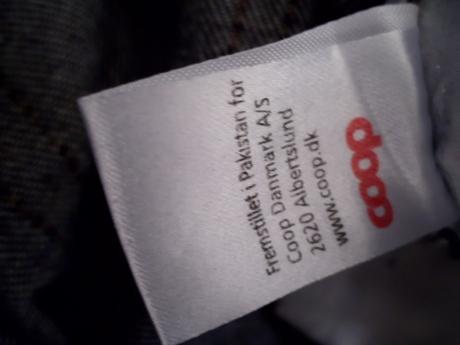 Fremstillet i Pakistan for
Coop Danmark A/S
2620 Albertslund
www.coop.dk
coop